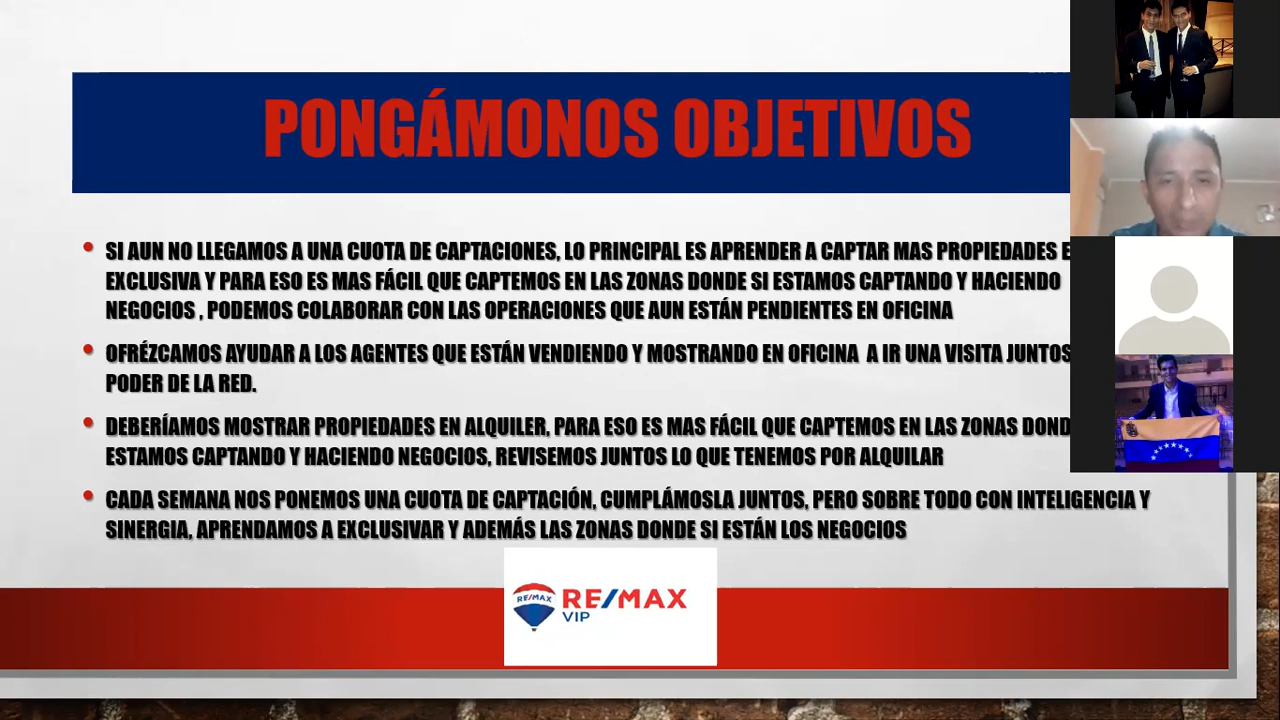 PONGÁMONOS OBJETIVOS
SI AUN NO LLEGAMOS A UNA CUOTA DE CAPTACIONES, LO PRINCIPAL ES APRENDER A CAPTAR MAS PROPIEDADES
EXCLUSIVA Y PARA ESO ES MAS FÁCIL QUE CAPTEMOS EN LAS ZONAS DONDE SI ESTAMOS CAPTANDO Y HACIENDO
NEGOCIOS , PODEMOS COLABORAR CON LAS OPERACIONES QUE AUN ESTÁN PENDIENTES EN OFICINA
OFRÉZCAMOS AYUDAR A LOS AGENTES QUE ESTÁN VENDIENDO Y MOSTRANDO EN OFICINA A IR UNA VISITA JUNTOS
PODER DE LA RED.
DEBERÍAMOS MOSTRAR PROPIEDADES EN ALQUILER, PARA ESO ES MAS FÁCIL QUE CAPTEMOS EN LAS ZONAS
ESTAMOS CAPTANDO Y HACIENDO NEGOCIOS, REVISEMOS JUNTOS LO QUE TENEMOS POR ALQUILAR
CADA SEMANA NOS PONEMOS UNA CUOTA DE CAPTACIÓN, CUMPLÁMOSLA JUNTOS, PERO SOBRE TODO CON INTELIGENCIA Y
SINERGIA, APRENDAMOS A EXCLUSIVAR Y ADEMÁS LAS ZONAS DONDE SI ESTÁN LOS NEGOCIOS
RE/MAX
RE/MAX
VIP